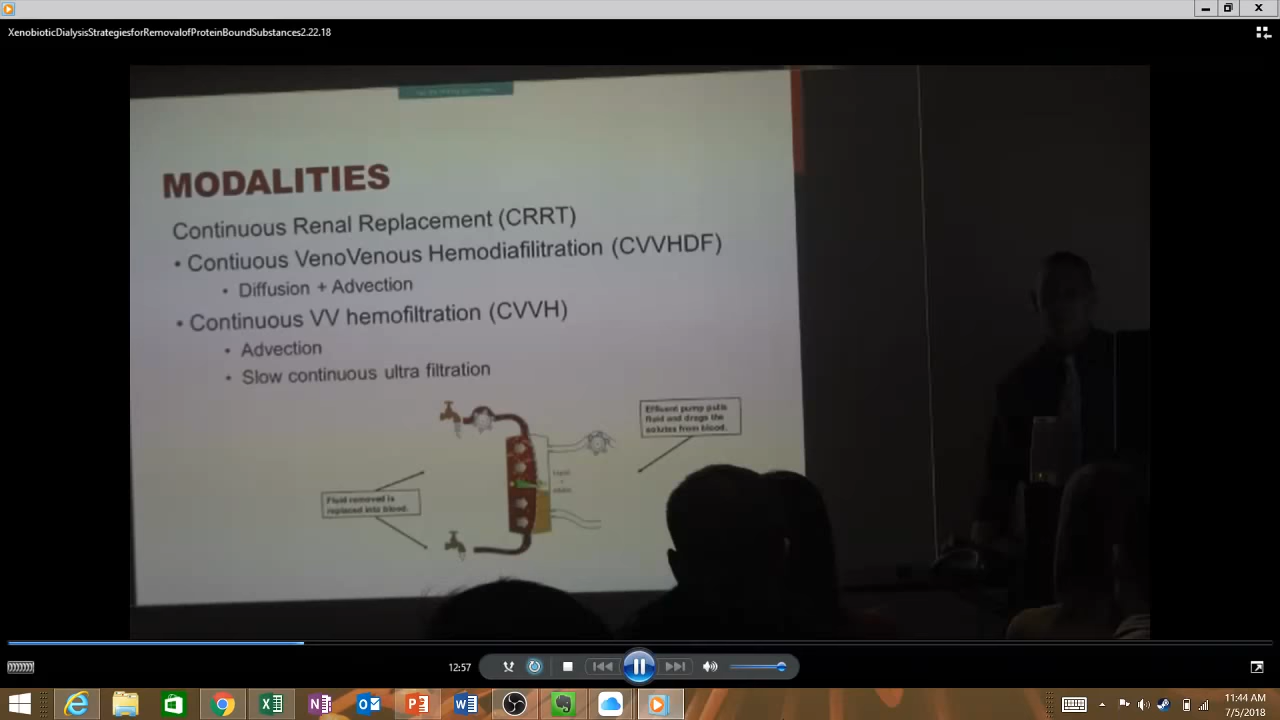 XenobioticDialysisStrategiesforRemovalofProteinBoundSubstances2.22.18
MODALITIES
Continuous Renal Replacement (CRRT)
• Contiuous VenoVenous Hemodiafilitration (CVVHDF)
• Diffusion + Advection
• Continuous VV hemofiltration (CVVH)
• Advection
• Slow continuous ultra filtration
Effluent pump pulls
fluid and drags the
solutes from blood.
Fluid removed is
replaced into blood.
12:57
11:44 AM
7/5/2018